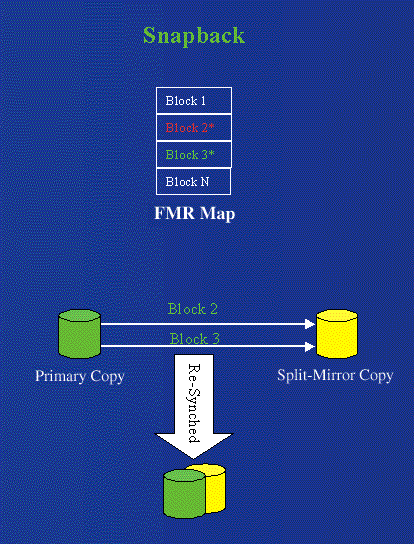 Snapback
Block 1
Block 2*
Block 3*
Block N
FMR Map
Block 2
Block 3
Primary Copy
Split-Mirror Copy
Re-Synched